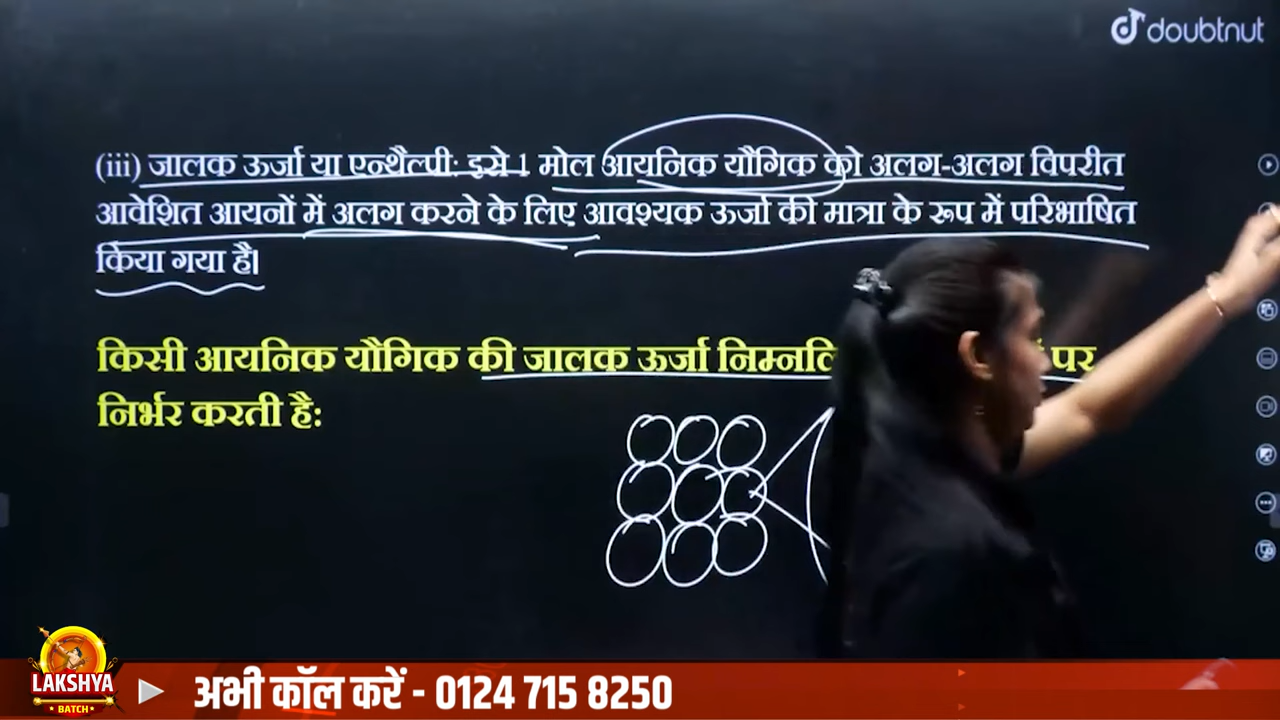 doubtnut
(iii) जालक ऊर्जा या एन्थैल्पी: इसे 1 मोल आयनिक यौगिक को अलग-अलग विपरीत
आवेशित आयनों में अलग करने के लिए आवश्यक ऊर्जा की मात्रा के रूप में परिभाषित
किया गया है।
किसी आयनिक यौगिक की जालक ऊर्जा पर
निर्भर करती है:
LAKSHYA
BATCH
अभी कॉल करें - 0124 715 8250